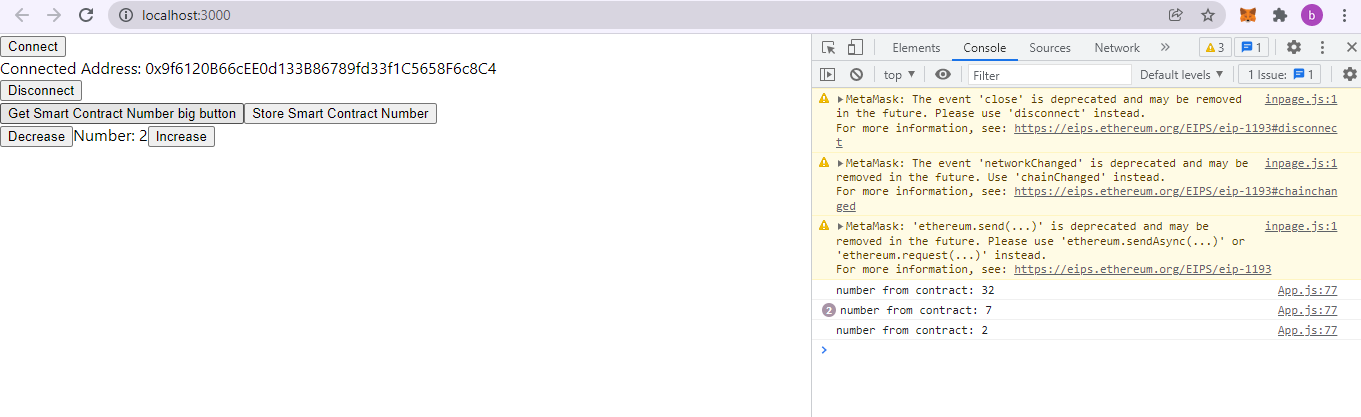 localhost:3000
b
Connect
Connected Address: 0x9f6120B66cEE0d133B86789fd33f1C5658F6c8C4
Disconnect
Get Smart Contract Number big button Store Smart Contract Number
Decrease Number: 2 Increase
Elements Console Sources Network » 3 1
top ▼ Filter Default levels ▼ 1 Issue: 1
MetaMask: The event 'close' is deprecated and may be removed inpage.js:1
in the future. Please use 'disconnect' instead.
For more information, see: https://eips.ethereum.org/EIPS/eip-1193#disconnec
t
MetaMask: The event 'networkChanged' is deprecated and may be inpage.js:1
removed in the future. Use 'chainChanged' instead.
For more information, see: https://eips.ethereum.org/EIPS/eip-1193#chainchan
ged
MetaMask: 'ethereum.send(...)' is deprecated and may be inpage.js:1
removed in the future. Please use 'ethereum.sendAsync(...)' or
'ethereum.request(...)' instead.
For more information, see: https://eips.ethereum.org/EIPS/eip-1193
number from contract: 32 App.js:77
2 number from contract: 7 App.js:77
number from contract: 2 App.js:77